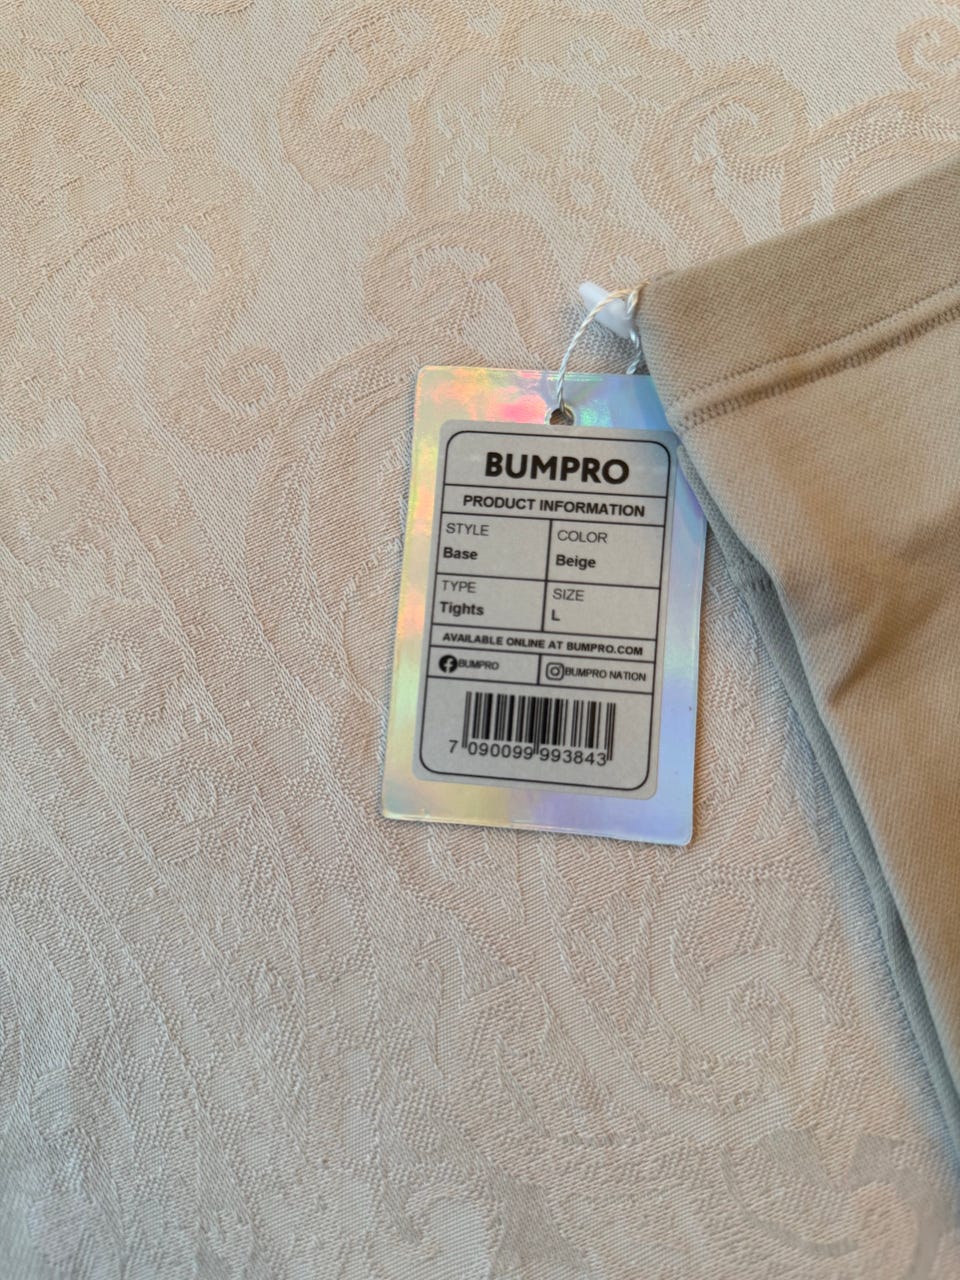 BUMPRO
PRODUCT INFORMATION
STYLE
Base
COLOR
Beige
TYPE
Tights
SIZE
L
AVAILABLE ONLINE AT BUMPRO.COM
BUMPRO
BUMPRO NATION
7 090099 993843